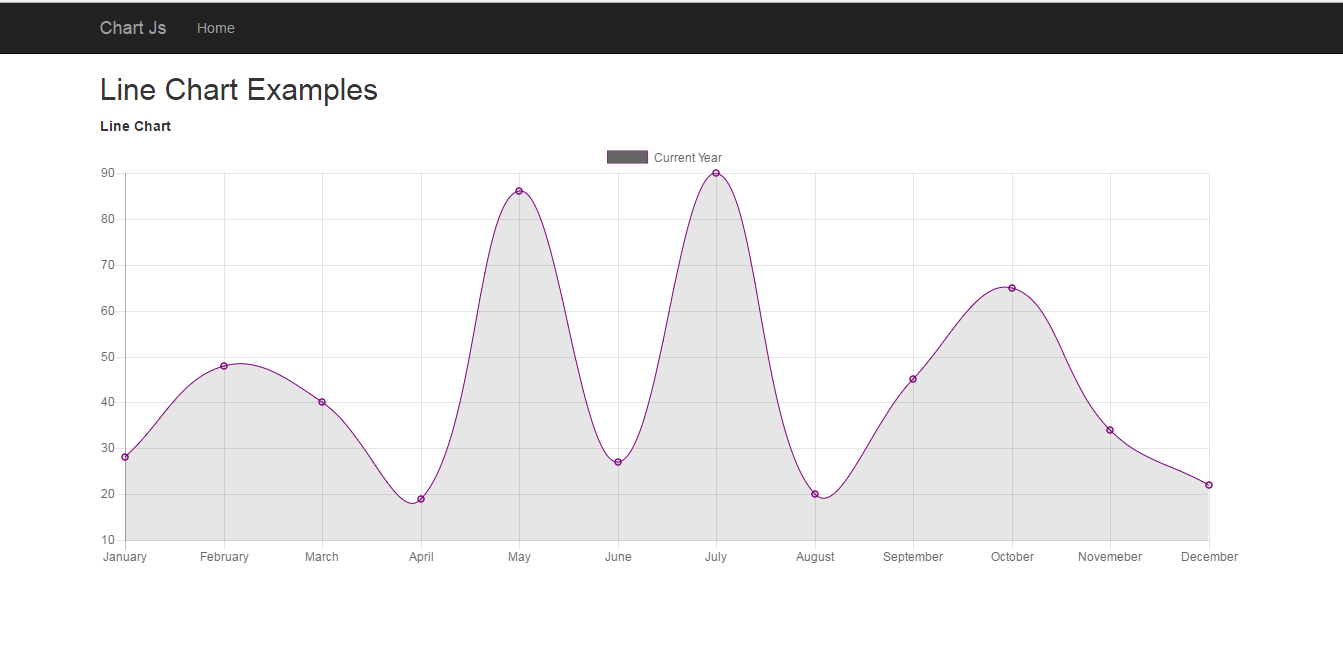 Chart Js Home
Line Chart Examples
Line Chart
Current Year
90
80
70
60
50
40
30
20
10
January February March April May June July August September October Novemeber December